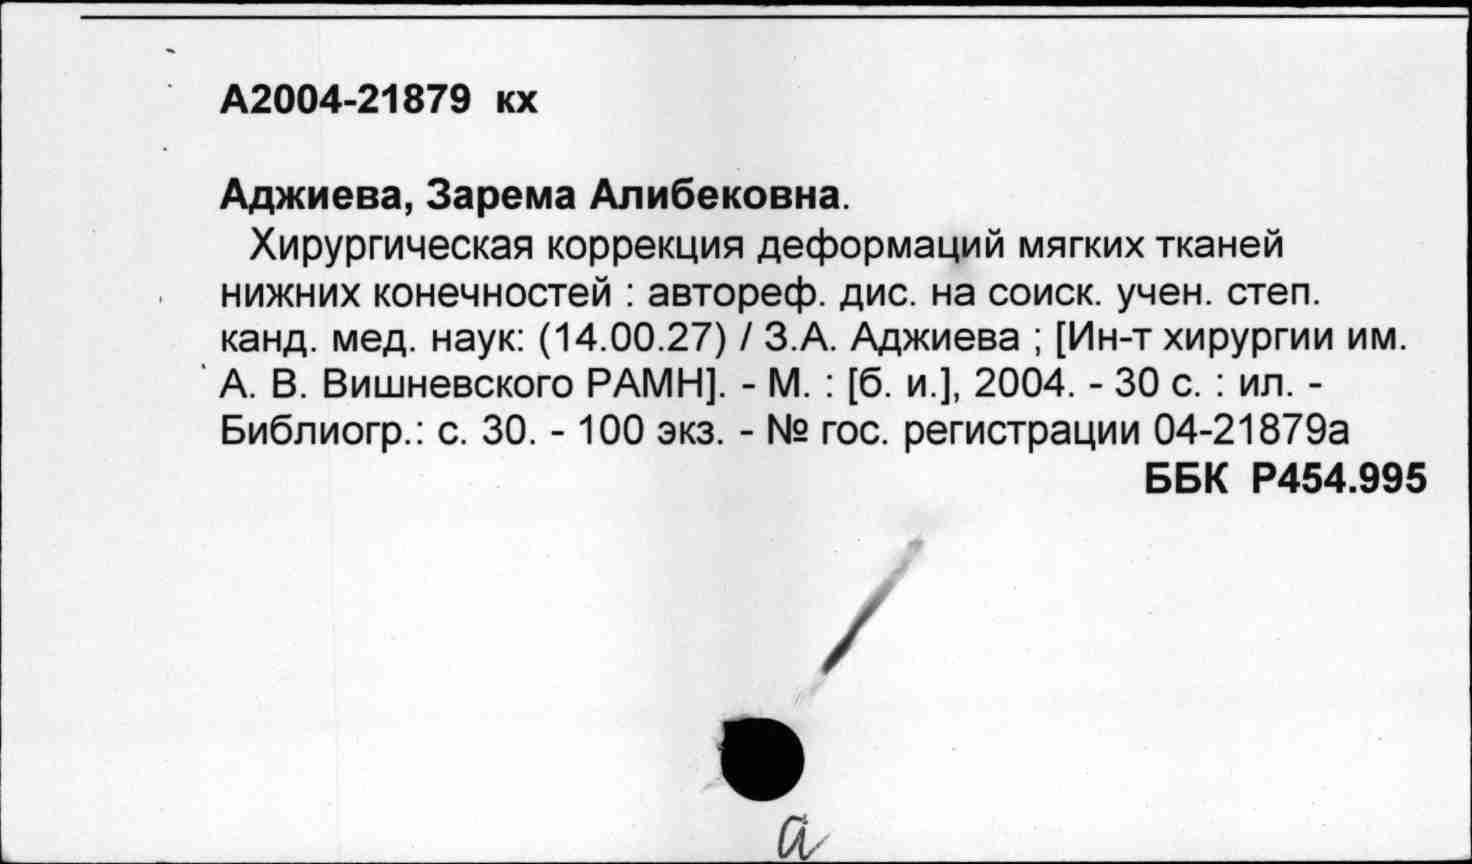 А2004-21879 кх
Аджиева, Зарема Алибековна.
Хирургическая коррекция деформаций мягких тканей
нижних конечностей : автореф. дис. на соиск. учен. степ.
канд. мед. наук: (14.00.27) / З.А. Аджиева ; [Ин-т хирургии им.
А. В. Вишневского РАМН]. - М. : [б. и.], 2004. - 30 с. : ил. -
Библиогр.: с. 30. - 100 экз. - № гос. регистрации 04-21879а
ББК Р454.995
а